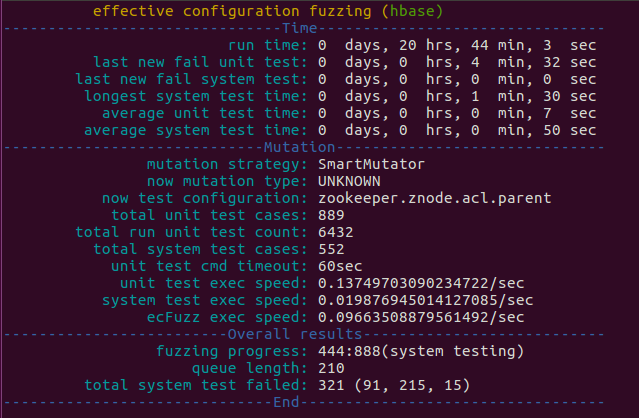 effective configuration fuzzing (hbase)
-------------------------------Time-------------------------------
run time: 0  days, 20 hrs, 44 min, 3  sec
last new fail unit test: 0  days, 0  hrs, 4  min, 32 sec
last new fail system test: 0  days, 0  hrs, 0  min, 0  sec
longest system test time: 0  days, 0  hrs, 1  min, 30 sec
average unit test time: 0  days, 0  hrs, 0  min, 7  sec
average system test time: 0  days, 0  hrs, 0  min, 50 sec
-----------------------------Mutation------------------------------
mutation strategy: SmartMutator
now mutation type: UNKNOWN
now test configuration: zookeeper.znode.acl.parent
total unit test cases: 889
total run unit test count: 6432
total system test cases: 552
unit test cmd timeout: 60sec
unit test exec speed: 0.13749703090234722/sec
system test exec speed: 0.019876945014127085/sec
ecFuzz exec speed: 0.09663508879561492/sec
-------------------------Overall results---------------------------
fuzzing progress: 444:888(system testing)
queue length: 210
total system test failed: 321 (91, 215, 15)
------------------------------End----------------------------------